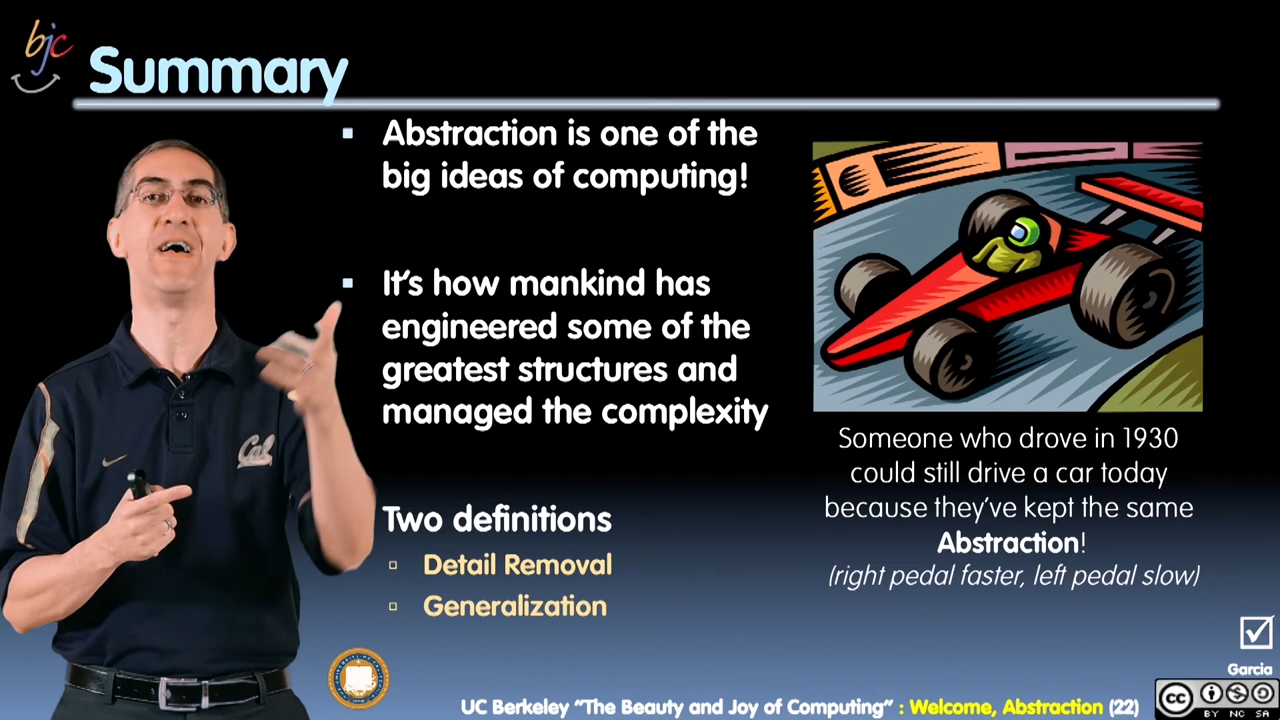 bjc
Summary
Abstraction is one of the
big ideas of computing!
It's how mankind has
engineered some of the
greatest structures and
managed the complexity
Two definitions
Detail Removal
Generalization
Someone who drove in 1930
could still drive a car today
because they've kept the same
Abstraction!
(right pedal faster, left pedal slow)
Cal
Garcia
UC Berkeley "The Beauty and Joy of Computing" : Welcome, Abstraction (22)
cc
BY NC SA